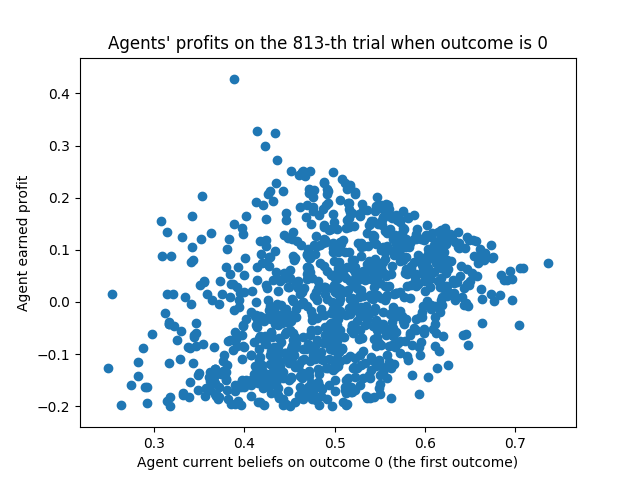 Agents' profits on the 813-th trial when outcome is 0
0.4
0.3
0.2
0.1
0.0
−0.1
−0.2
Agent earned profit
0.3 0.4 0.5 0.6 0.7
Agent current beliefs on outcome 0 (the first outcome)